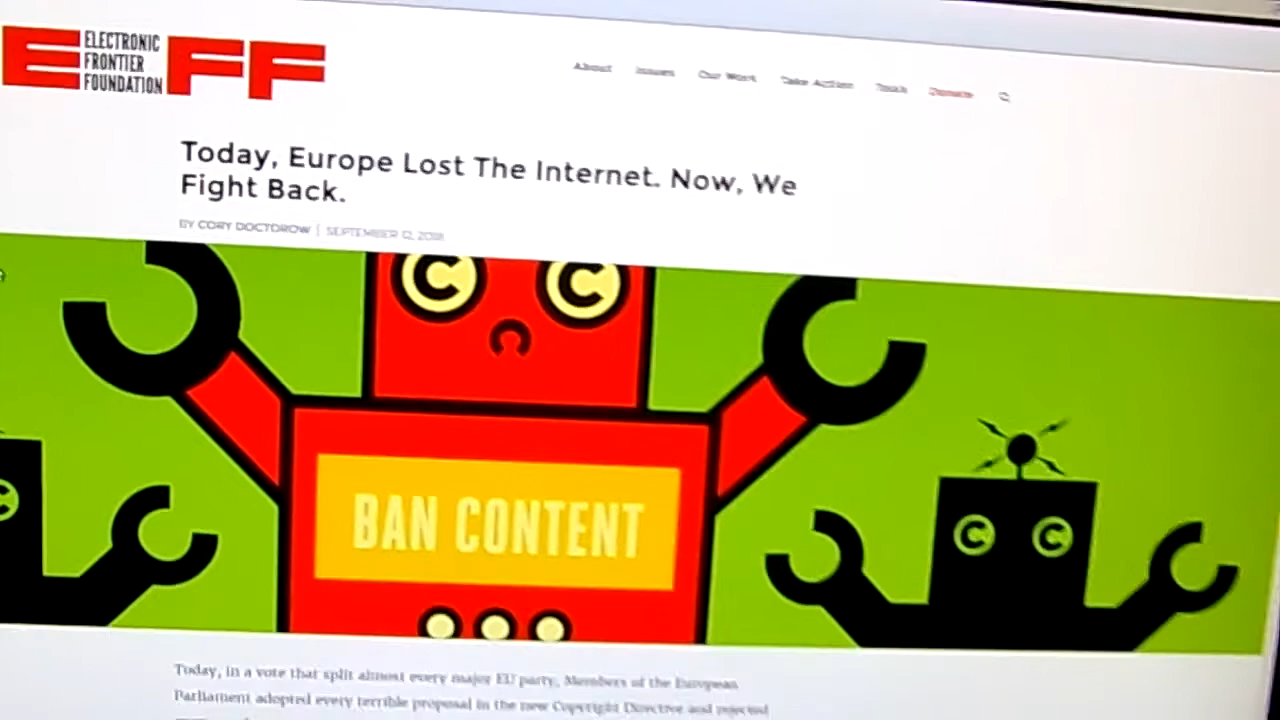 ELECTRONIC
FRONTIER
FOUNDATION
EFF
About Issues Our Work Take Action Tools Donate
Today, Europe Lost The Internet. Now, We
Fight Back.
BY CORY DOCTOROW | SEPTEMBER 12, 2018
C C
BAN CONTENT
C C
C
Today, in a vote that split almost every major EU party, Members of the European
Parliament adopted every terrible proposal in the new Copyright Directive and rejected